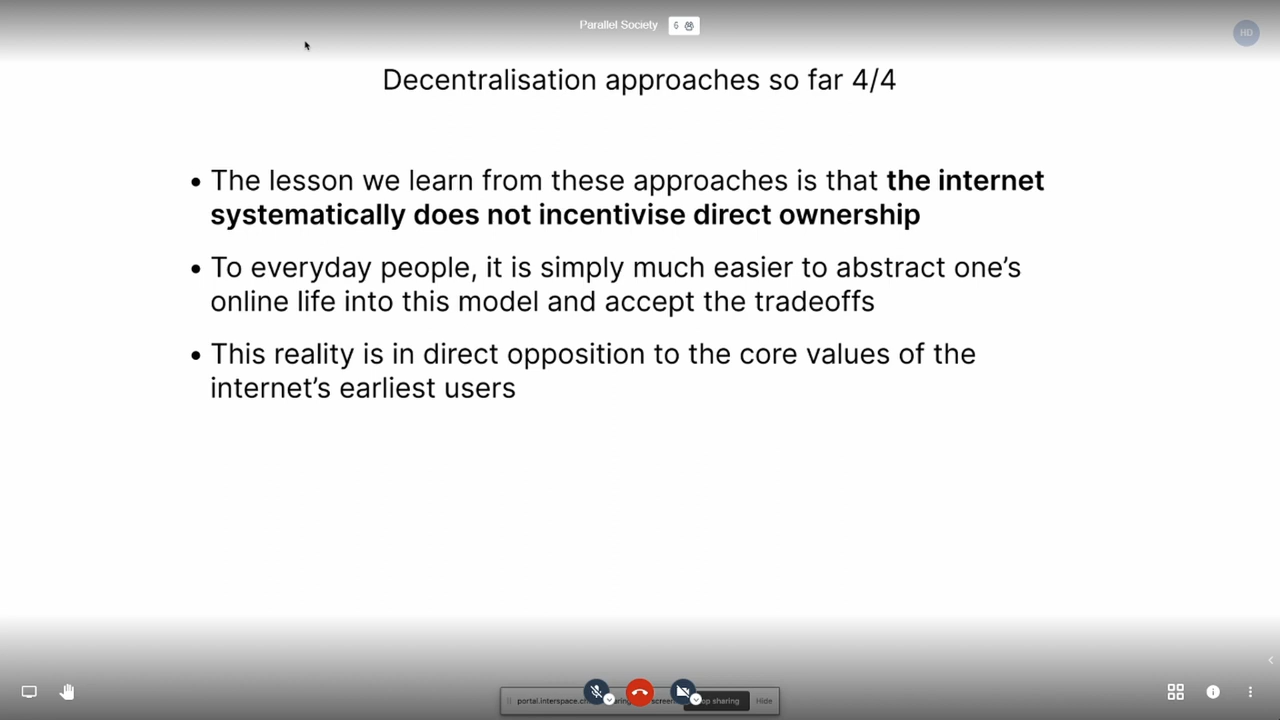 Parallel Society 6
HD
Decentralisation approaches so far 4/4
• The lesson we learn from these approaches is that the internet
systematically does not incentivise direct ownership
• To everyday people, it is simply much easier to abstract one’s
online life into this model and accept the tradeoffs
• This reality is in direct opposition to the core values of the
internet’s earliest users
portal.interspace. sharing Hide